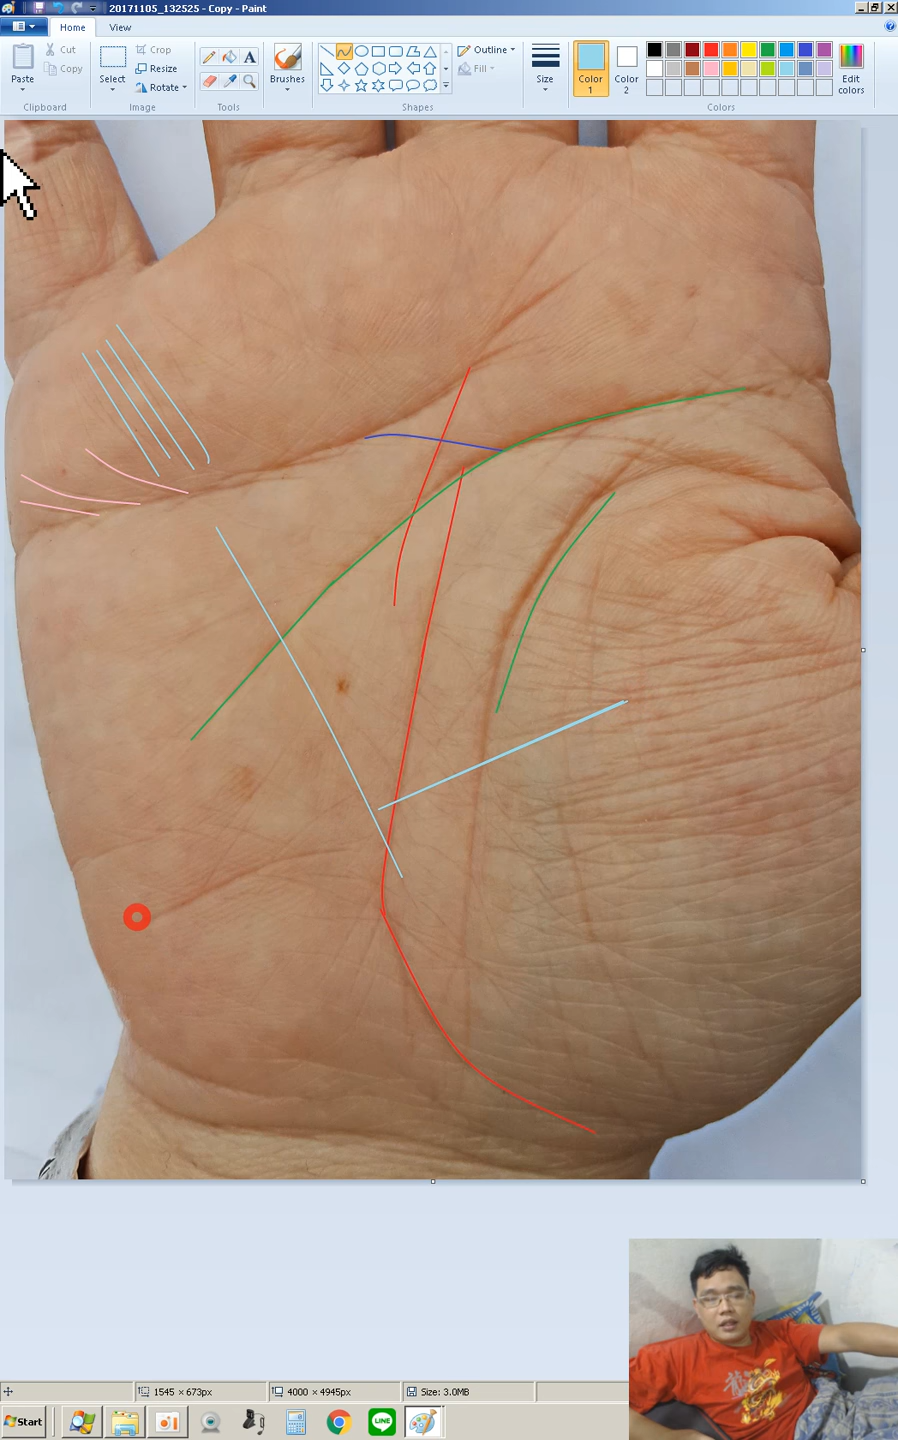 20171105_132525 - Copy - Paint
Home
View
Paste
Cut
Copy
Clipboard
Select
Crop
Resize
Rotate
Image
A
Tools
Brushes
Outline
Fill
Shapes
Size
Color
1
Color
2
Edit
colors
Colors
1545 × 673px
4000 × 4945px
Size: 3.0MB
Start
LINE